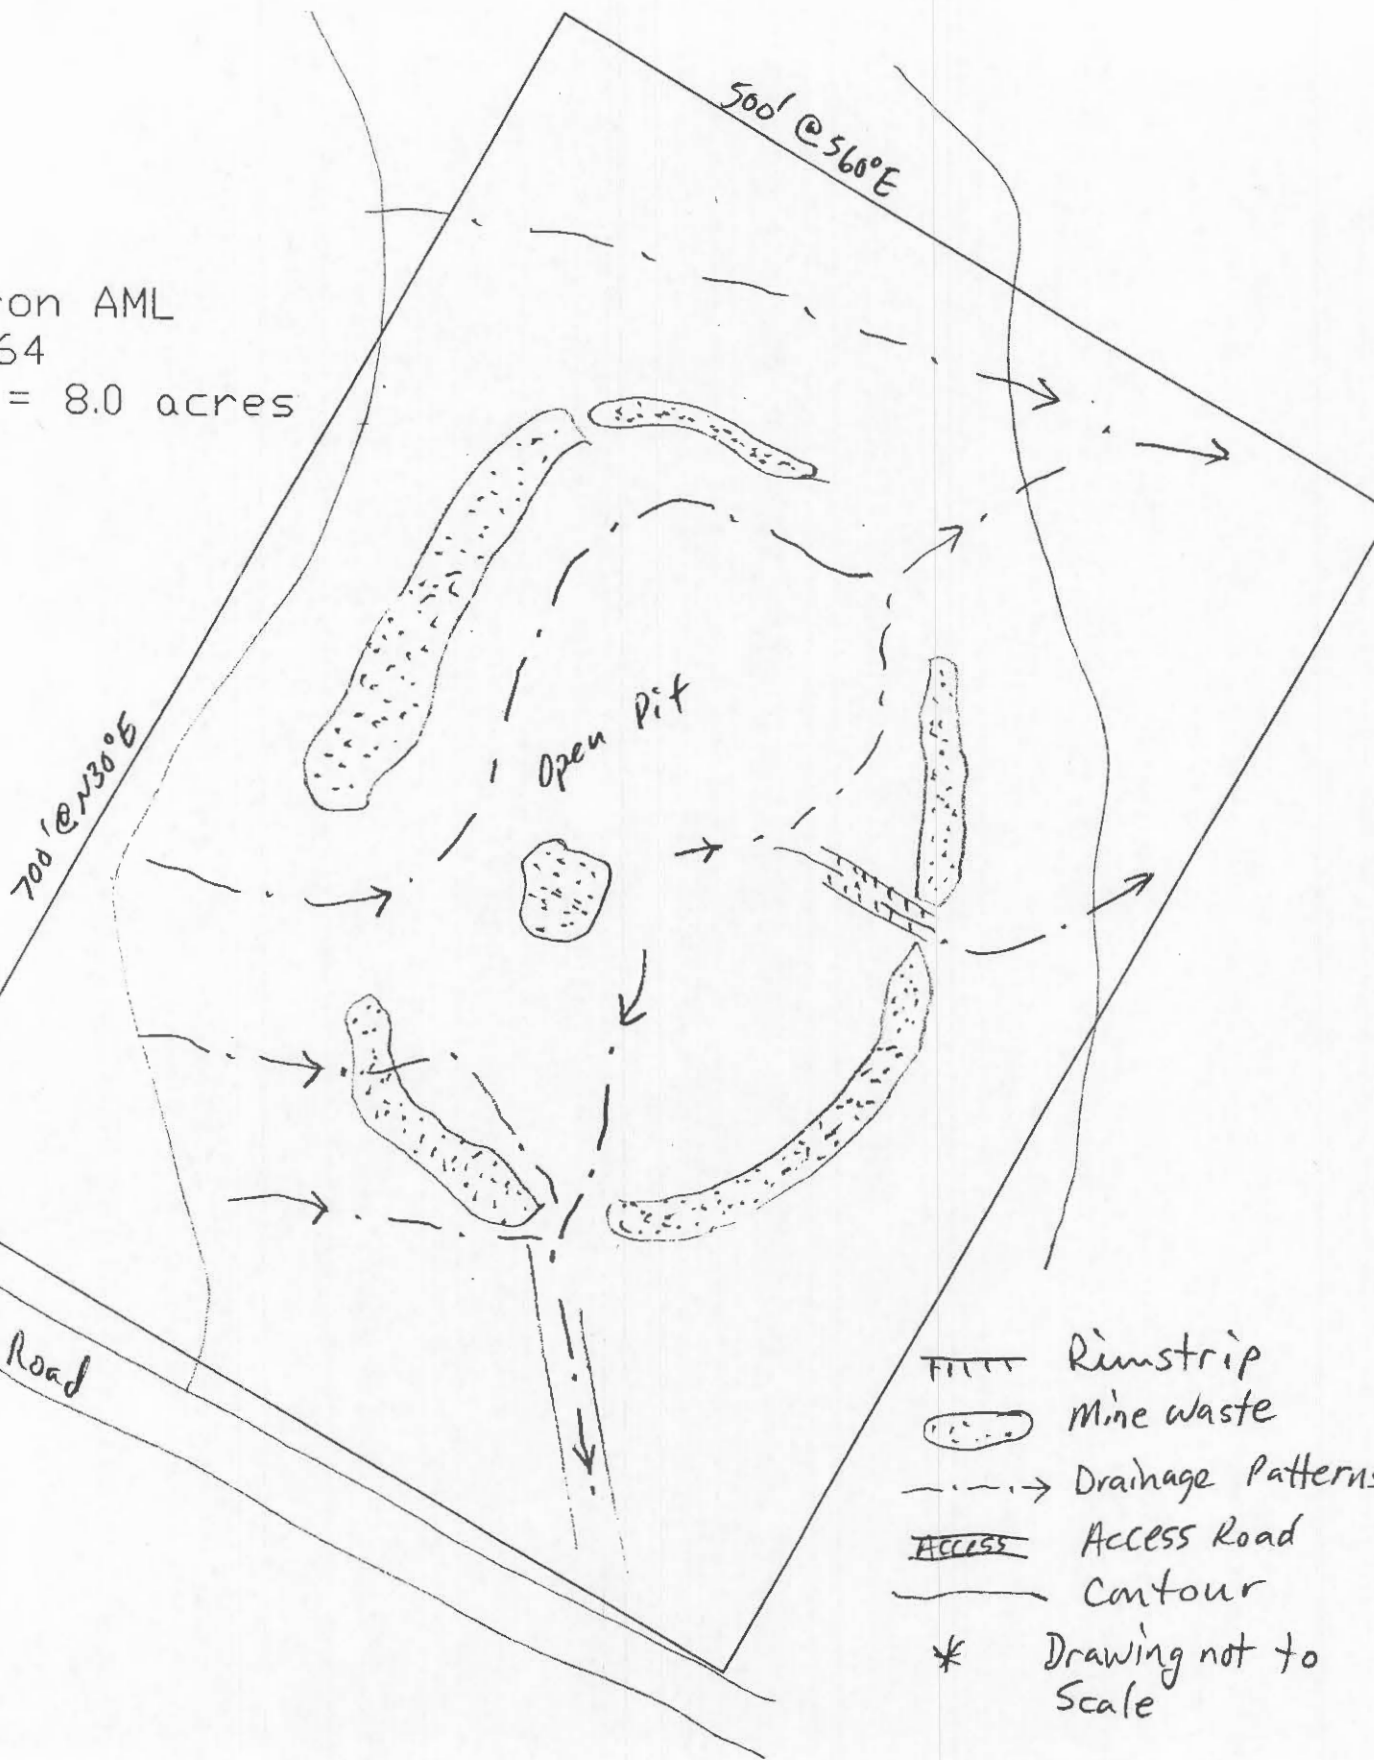 500' @ S60°E
ron AML
64
= 8.0 acres
700' @ N30°E
Open Pit
Road
Rimstrip
Mine waste
Drainage Patterns
ACCESS Access Road
Contour
* Drawing not to
Scale